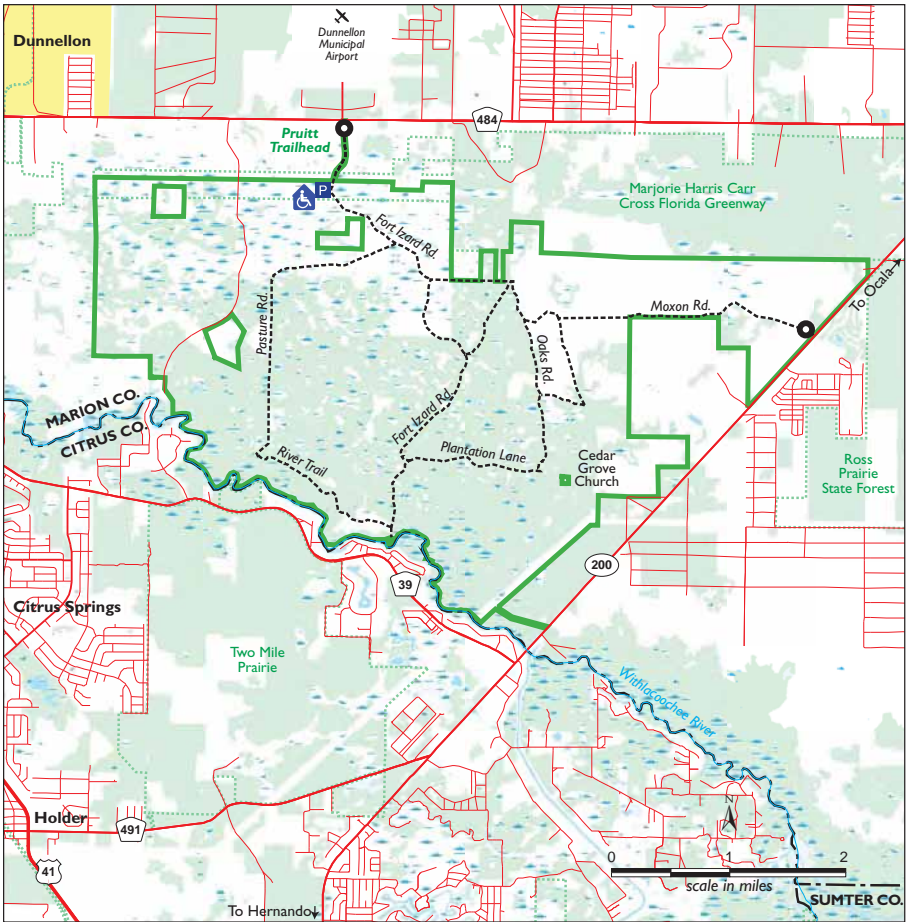 Dunnellon
Dunnellon
Municipal
Airport
484
Pruitt
Trailhead
P
Marjorie Harris Carr
Cross Florida Greenway
Fort Izard Rd.
To Ocala
Pasture Rd.
Moxon Rd.
Oaks Rd.
MARION CO.
CITRUS CO.
Fort Izard Rd.
River Trail
Plantation Lane
Cedar
Grove
Church
Ross
Prairie
State Forest
200
39
Citrus Springs
Two Mile
Prairie
Withlacoochee River
Holder
491
N
0 1 2
scale in miles
41
To Hernando
SUMTER CO.